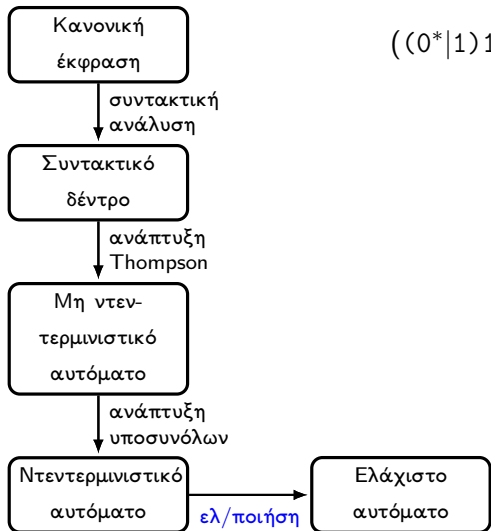 Κανονική
έκφραση
((0*|1)1
συντακτική
ανάλυση
Συντακτικό
δέντρο
ανάπτυξη
Thompson
Μη ντεν-
τερμινιστικό
αυτόματο
ανάπτυξη
υποσυνόλων
Ντεντερμινιστικό
αυτόματο
ελ/ποιήση
Ελάχιστο
αυτόματο